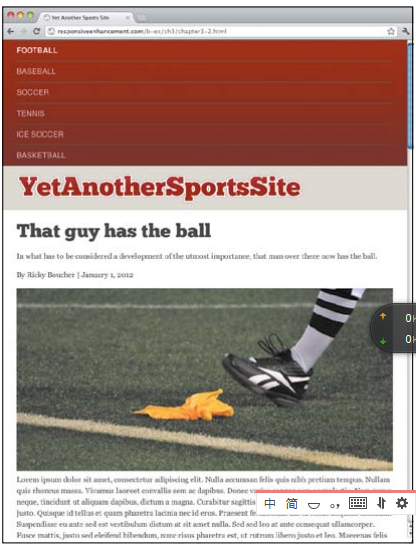 Yet Another Sports Site
responsiveenhancement.com/b-ex/ch3/chapter3-2.html
FOOTBALL
BASEBALL
SOCCER
TENNIS
ICE SOCCER
BASKETBALL
YetAnotherSportsSite
That guy has the ball
In what has to be considered a development of the utmost importance, that man over there now has the ball.
By Ricky Boucher | January 1, 2012
0
0
Lorem ipsum dolor sit amet, consectetur adipiscing elit. Nulla accumsan felis quis nibh pretium tempus. Nullam
quis rhoncus massa. Vivamus laoreet convallis sem ac dapibus. Donec
neque, tincidunt ut aliquam dapibus, dictum a magna. Curabitur sagittis
justo. Quisque id tellus et quam pharetra lacinia nec id eros. Praesent
Suspendisse eu ante sed est vestibulum dictum at sit amet nulla. Sed sed leo at ante consequat ullamcorper.
Fusce mattis, justo sed eleifend bibendum, nunc risus pharetra est, ut rutrum libero justo et leo. Maecenas felis
中 简